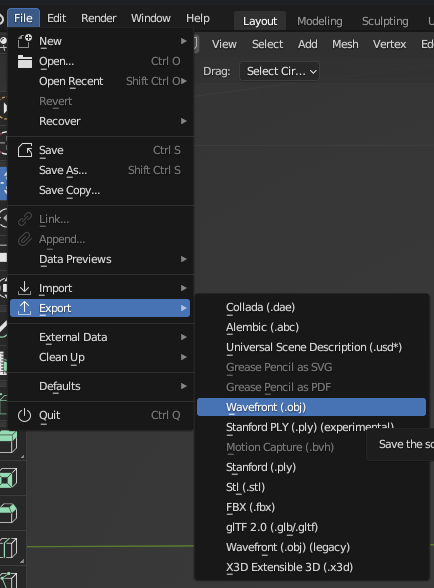 File Edit Render Window Help Layout Modeling Sculpting
New
Open... Ctrl O
Open Recent Shift Ctrl O
Revert
Recover
Save Ctrl S
Save As... Shift Ctrl S
Save Copy...
Link...
Append...
Data Previews
Import
Export
External Data
Clean Up
Defaults
Quit Ctrl Q
View Select Add Mesh Vertex Ed
Drag: Select Cir...
Collada (.dae)
Alembic (.abc)
Universal Scene Description (.usd*)
Grease Pencil as SVG
Grease Pencil as PDF
Wavefront (.obj)
Stanford PLY (.ply) (experimental)
Save the sc
Motion Capture (.bvh)
Stanford (.ply)
Stl (.stl)
FBX (.fbx)
glTF 2.0 (.glb/.gltf)
Wavefront (.obj) (legacy)
X3D Extensible 3D (.x3d)